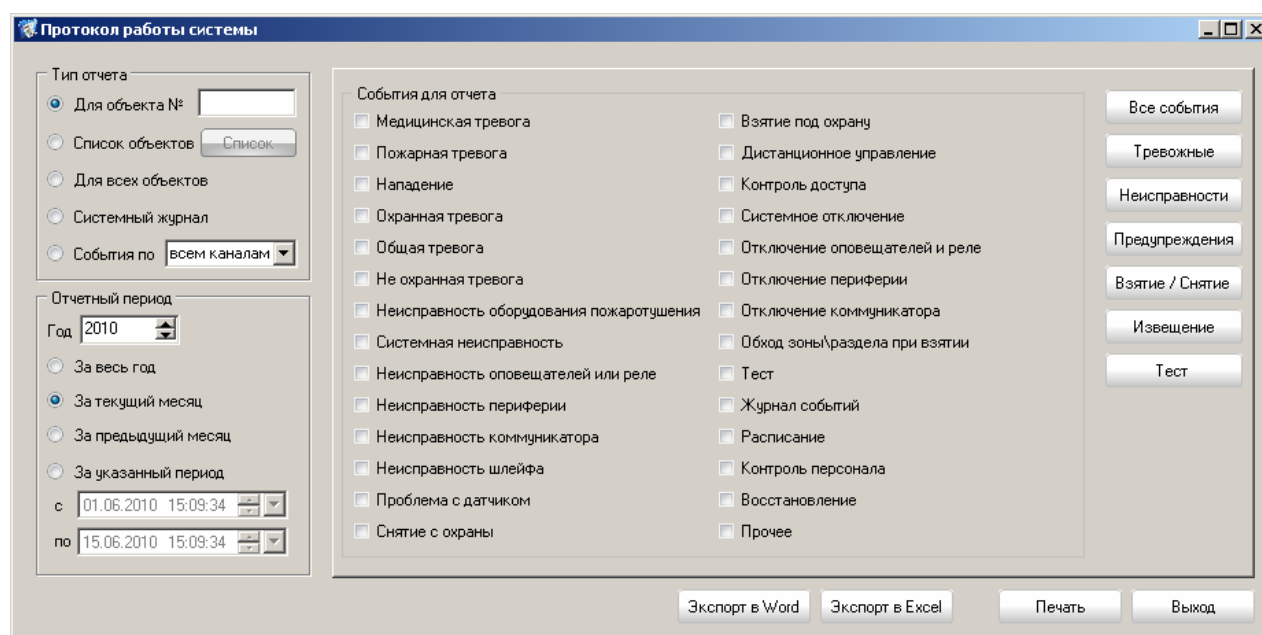 Протокол работы системы
Тип отчета
Для объекта №
Список объектов Список
Для всех объектов
Системный журнал
События по всем каналам
Отчетный период
Год 2010
За весь год
За текущий месяц
За предыдущий месяц
За указанный период
с 01.06.2010 15:09:34
по 15.06.2010 15:09:34
События для отчета
Медицинская тревога
Пожарная тревога
Нападение
Охранная тревога
Общая тревога
Не охранная тревога
Неисправность оборудования пожаротушения
Системная неисправность
Неисправность оповещателей или реле
Неисправность периферии
Неисправность коммуникатора
Неисправность шлейфа
Проблема с датчиком
Снятие с охраны
Взятие под охрану
Дистанционное управление
Контроль доступа
Системное отключение
Отключение оповещателей и реле
Отключение периферии
Отключение коммуникатора
Обход зоны\раздела при взятии
Тест
Журнал событий
Расписание
Контроль персонала
Восстановление
Прочее
Все события
Тревожные
Неисправности
Предупреждения
Взятие / Снятие
Извещение
Тест
Экспорт в Word
Экспорт в Excel
Печать
Выход